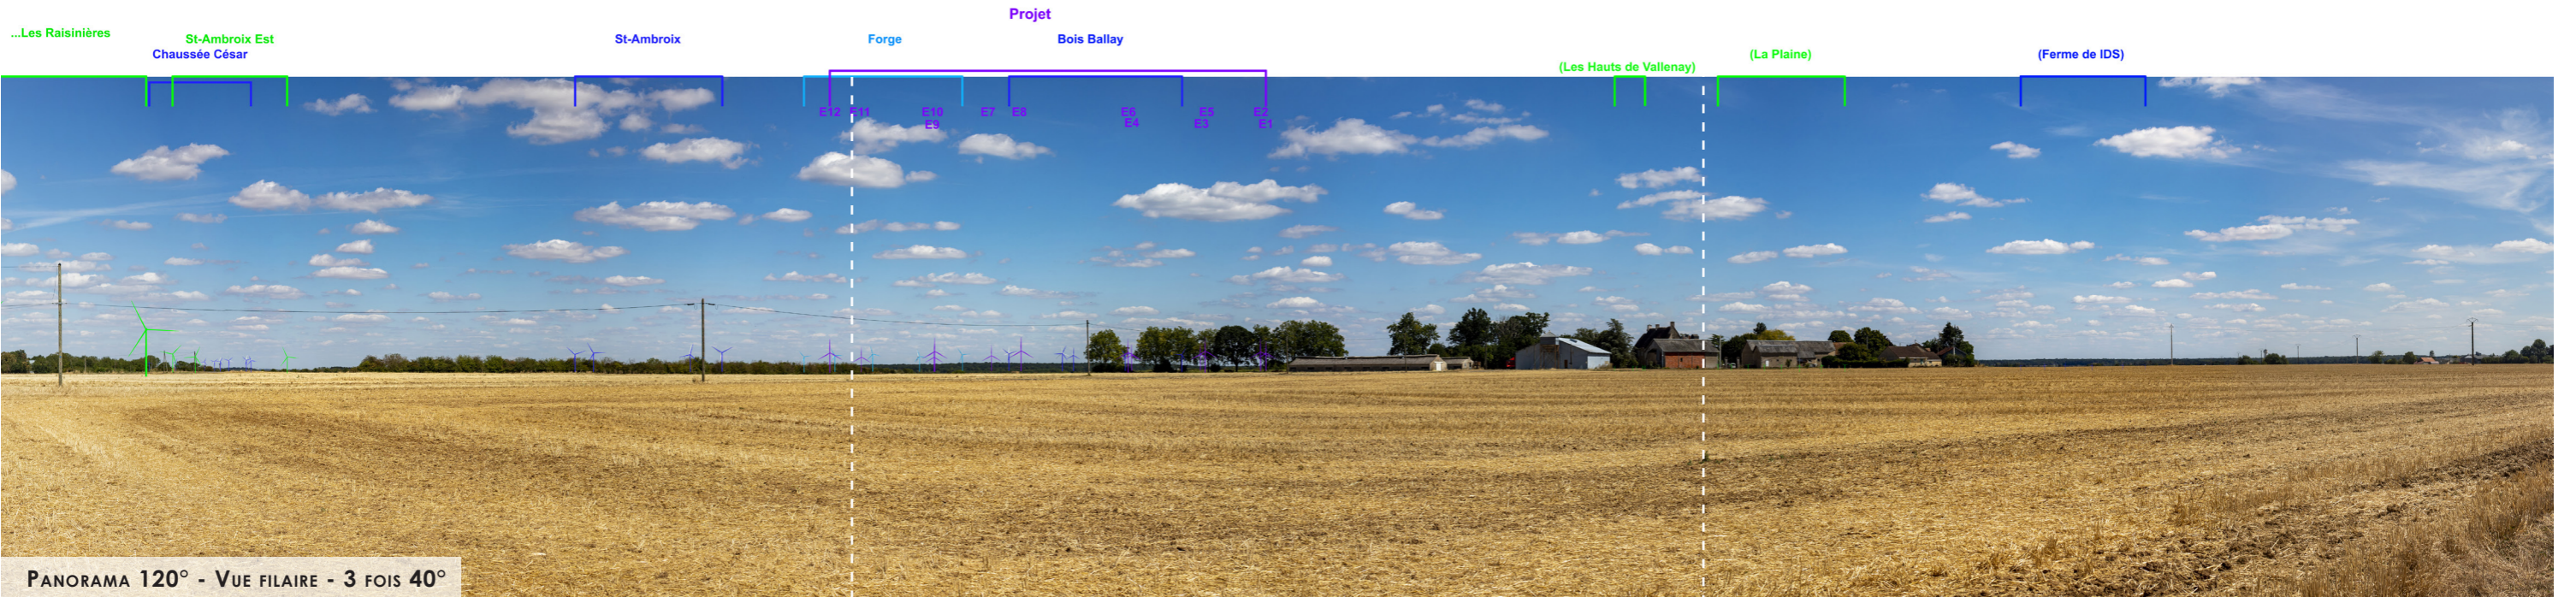 Projet
...Les Raisinières
St-Ambroix Est
St-Ambroix
Forge
Bois Ballay
Chaussée César
(La Plaine)
(Ferme de IDS)
(Les Hauts de Vallenay)
E12 E11 E10 E7 E8 E6 E5 E2
E9 E4 E3 E1
Panorama 120° - Vue filaire - 3 fois 40°